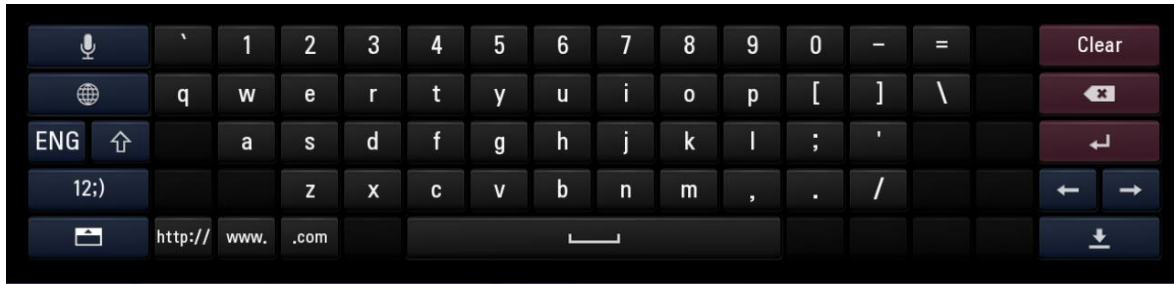 ` 1 2 3 4 5 6 7 8 9 0 - = Clear
q w e r t y u i o p [ ] \
ENG a s d f g h j k l ; '
12;) z x c v b n m , . /
http:// www. .com